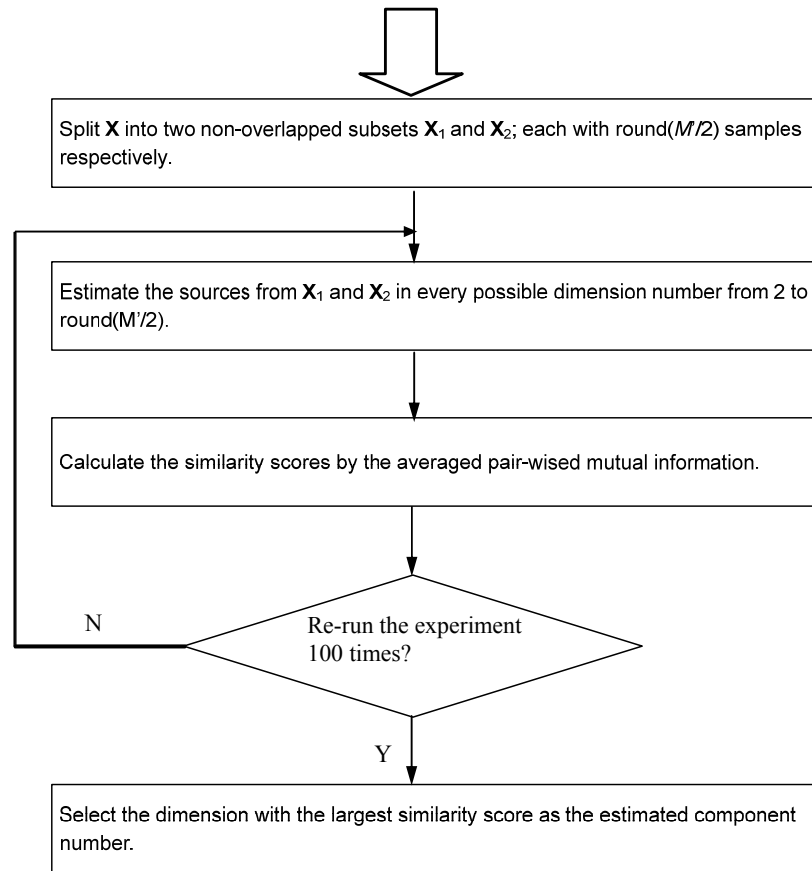 Split X into two non-overlapped subsets X₁ and X₂; each with round(M'/2) samples
respectively.
Estimate the sources from X₁ and X₂ in every possible dimension number from 2 to
round(M'/2).
Calculate the similarity scores by the averaged pair-wised mutual information.
Re-run the experiment
100 times?
N
Y
Select the dimension with the largest similarity score as the estimated component
number.